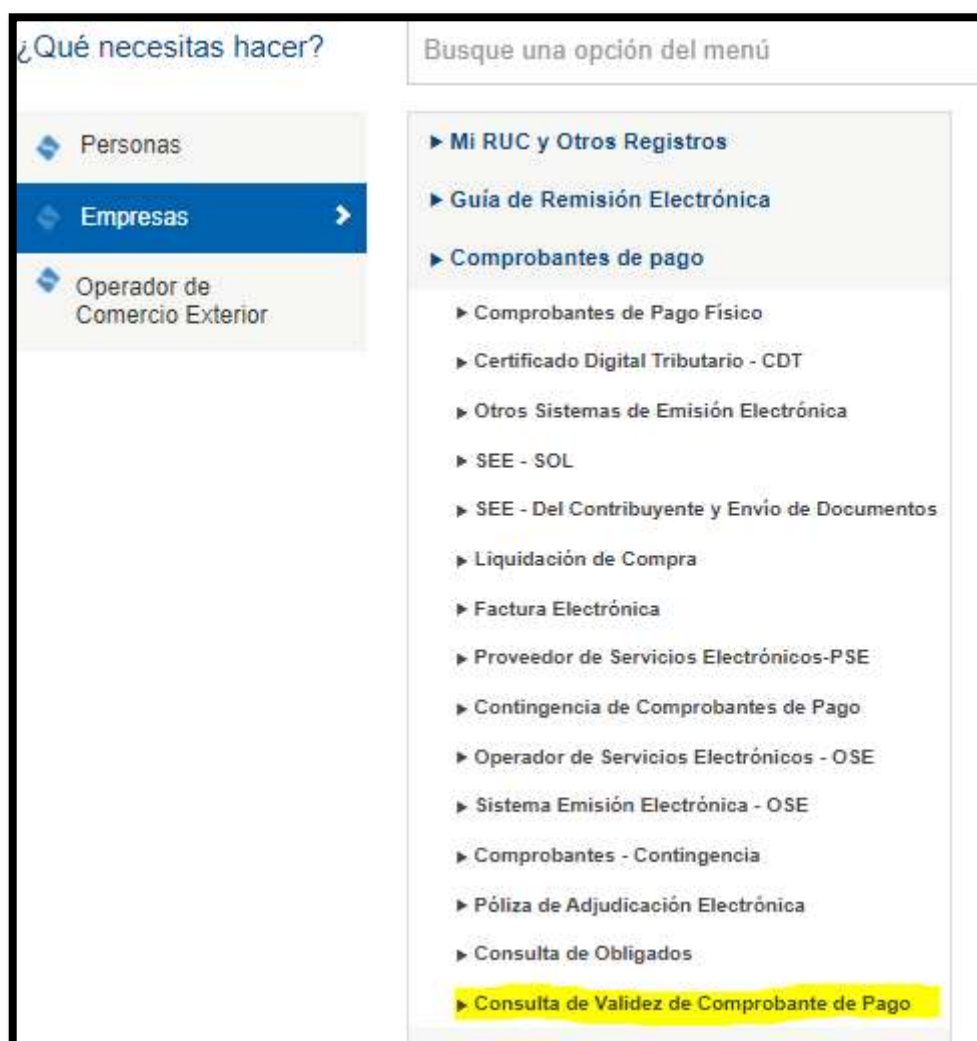 ¿Qué necesitas hacer?
Busque una opción del menú
Personas
Empresas
Operador de
Comercio Exterior
Mi RUC y Otros Registros
Guía de Remisión Electrónica
Comprobantes de pago
Comprobantes de Pago Físico
Certificado Digital Tributario - CDT
Otros Sistemas de Emisión Electrónica
SEE - SOL
SEE - Del Contribuyente y Envío de Documentos
Liquidación de Compra
Factura Electrónica
Proveedor de Servicios Electrónicos-PSE
Contingencia de Comprobantes de Pago
Operador de Servicios Electrónicos - OSE
Sistema Emisión Electrónica - OSE
Comprobantes - Contingencia
Póliza de Adjudicación Electrónica
Consulta de Obligados
Consulta de Validez de Comprobante de Pago